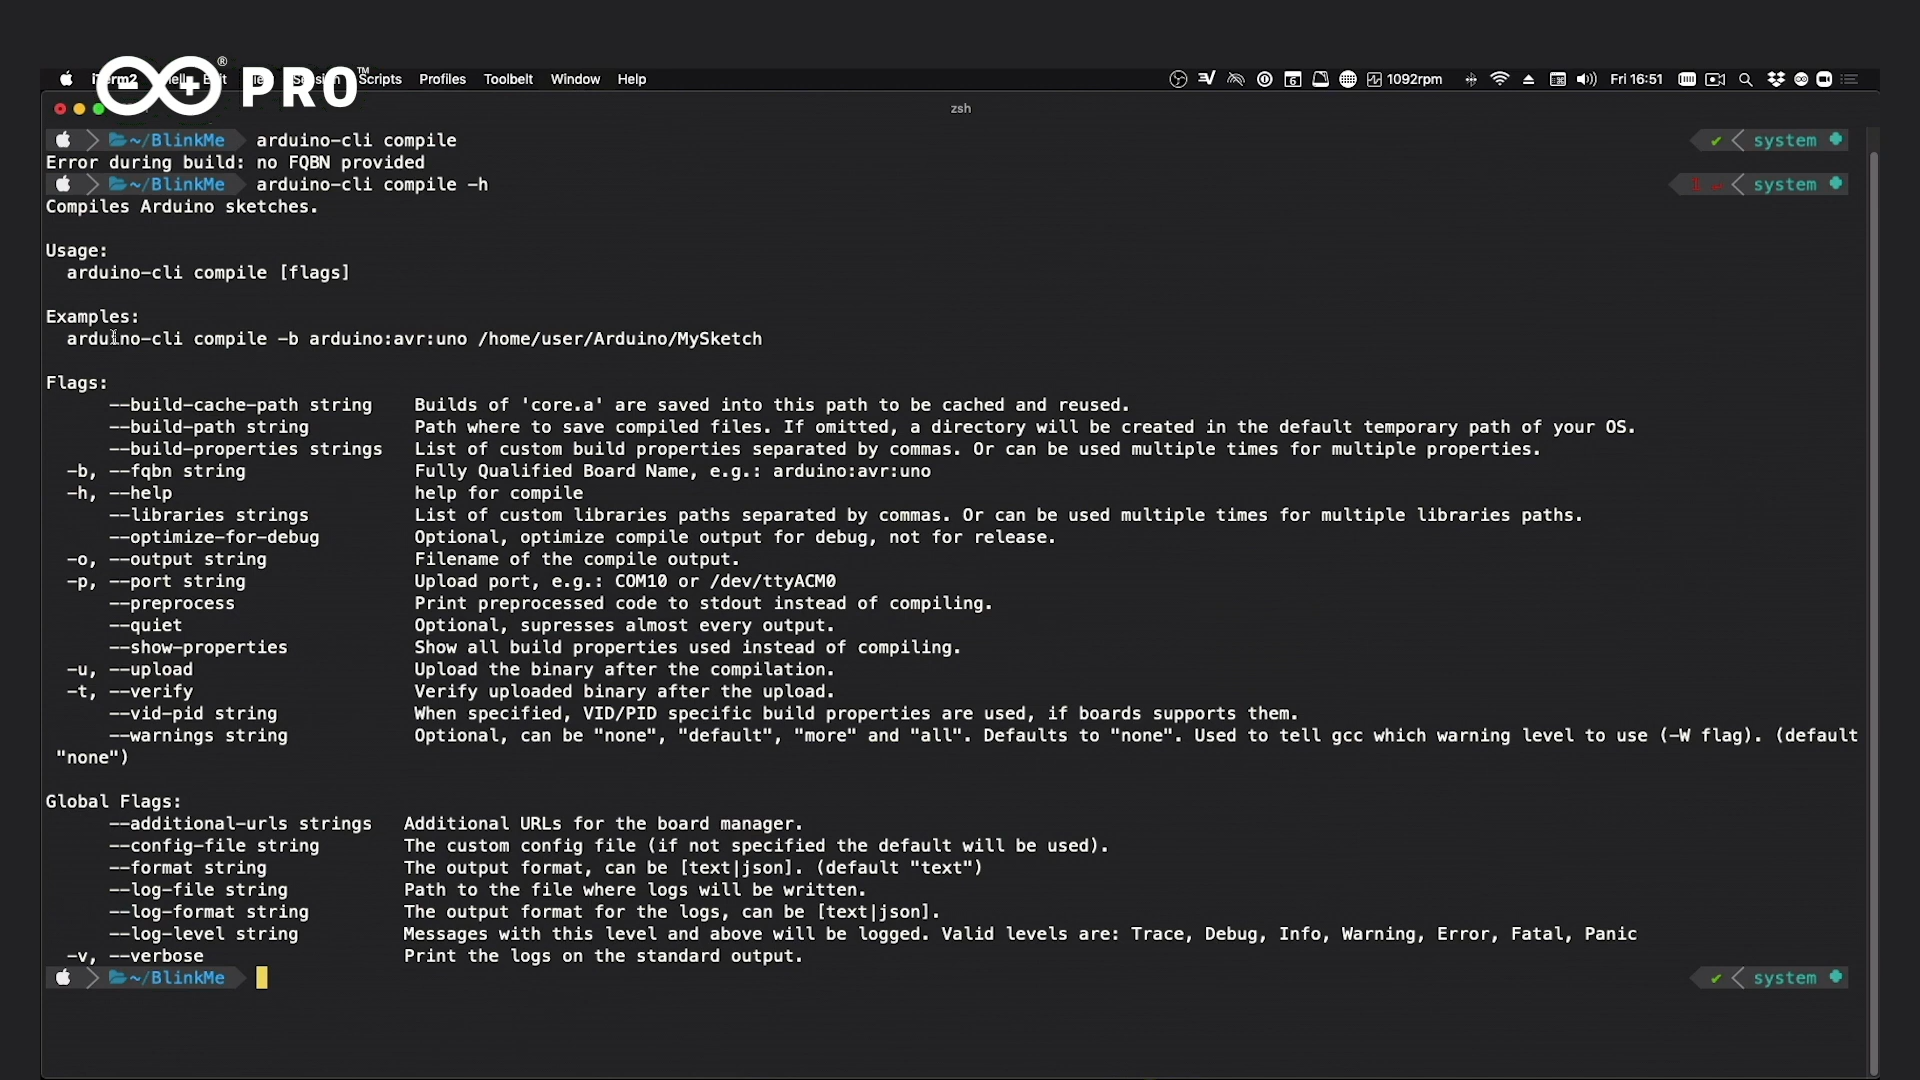 PRO™
Scripts Profiles Toolbelt Window Help 1092rpm Fri 16:51
zsh
~/BlinkMe arduino-cli compile ✔ system
Error during build: no FQBN provided
~/BlinkMe arduino-cli compile -h 1 ↵ system
Compiles Arduino sketches.
Usage:
arduino-cli compile [flags]
Examples:
arduino-cli compile -b arduino:avr:uno /home/user/Arduino/MySketch
Flags:
--build-cache-path string Builds of 'core.a' are saved into this path to be cached and reused.
--build-path string Path where to save compiled files. If omitted, a directory will be created in the default temporary path of your OS.
--build-properties strings List of custom build properties separated by commas. Or can be used multiple times for multiple properties.
-b, --fqbn string Fully Qualified Board Name, e.g.: arduino:avr:uno
-h, --help help for compile
--libraries strings List of custom libraries paths separated by commas. Or can be used multiple times for multiple libraries paths.
--optimize-for-debug Optional, optimize compile output for debug, not for release.
-o, --output string Filename of the compile output.
-p, --port string Upload port, e.g.: COM10 or /dev/ttyACM0
--preprocess Print preprocessed code to stdout instead of compiling.
--quiet Optional, supresses almost every output.
--show-properties Show all build properties used instead of compiling.
-u, --upload Upload the binary after the compilation.
-t, --verify Verify uploaded binary after the upload.
--vid-pid string When specified, VID/PID specific build properties are used, if boards supports them.
--warnings string Optional, can be "none", "default", "more" and "all". Defaults to "none". Used to tell gcc which warning level to use (-W flag). (default
"none")
Global Flags:
--additional-urls strings Additional URLs for the board manager.
--config-file string The custom config file (if not specified the default will be used).
--format string The output format, can be [text|json]. (default "text")
--log-file string Path to the file where logs will be written.
--log-format string The output format for the logs, can be [text|json].
--log-level string Messages with this level and above will be logged. Valid levels are: Trace, Debug, Info, Warning, Error, Fatal, Panic
-v, --verbose Print the logs on the standard output.
~/BlinkMe ✔ system